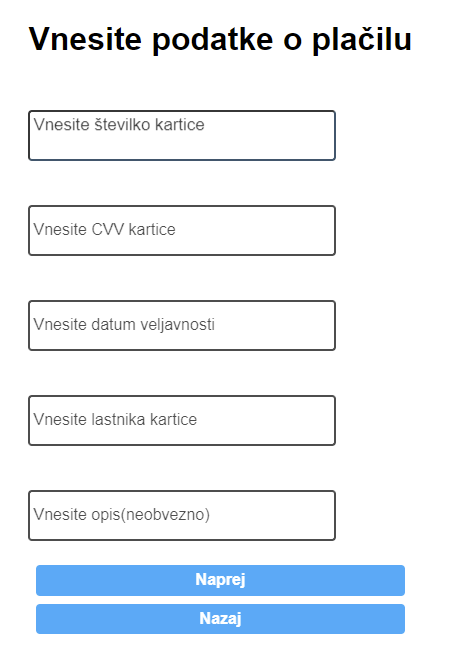 Vnesite podatke o plačilu
Vnesite številko kartice
Vnesite CVV kartice
Vnesite datum veljavnosti
Vnesite lastnika kartice
Vnesite opis(neobvezno)
Naprej
Nazaj